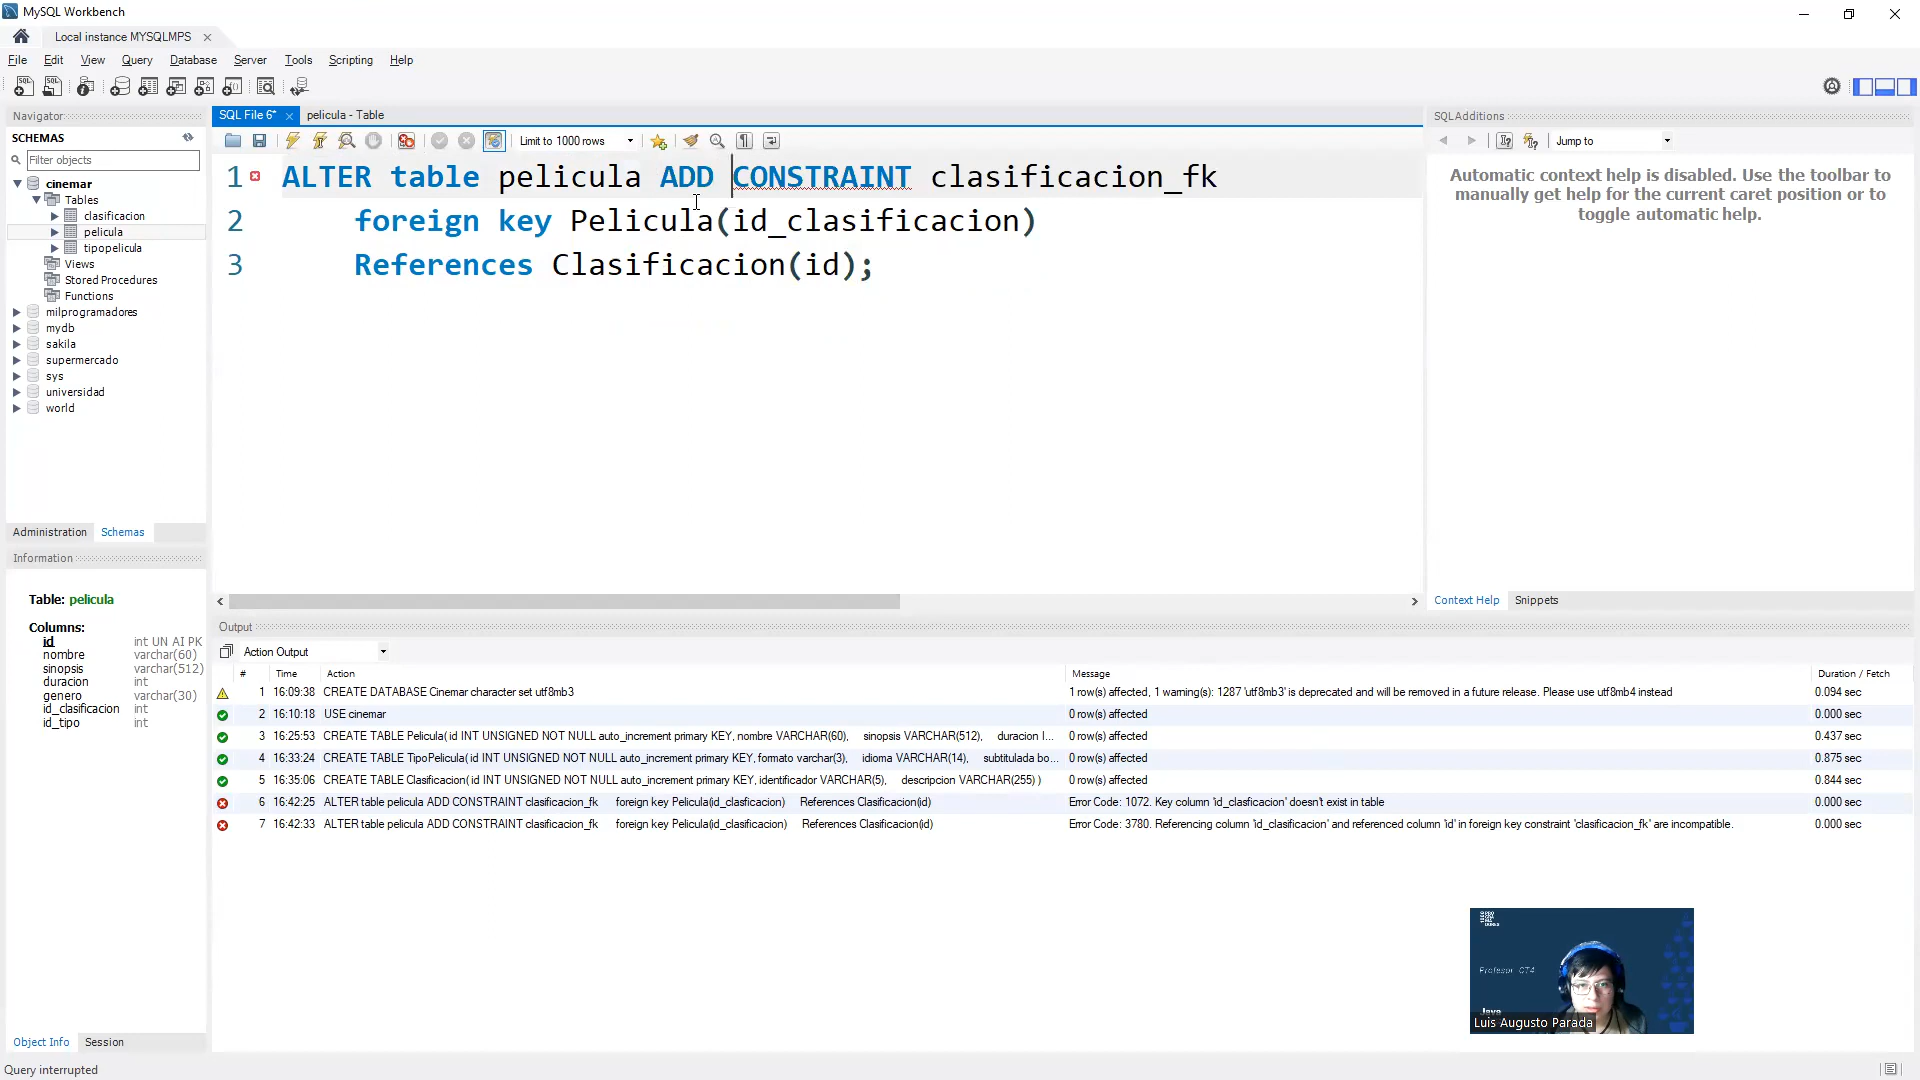 MySQL Workbench
Local instance MYSQLMPS
File Edit View Query Database Server Tools Scripting Help
Navigator
SCHEMAS
Filter objects
cinemar
Tables
clasificacion
pelicula
tipopelicula
Views
Stored Procedures
Functions
milprogramadores
mydb
sakila
supermercado
sys
universidad
world
Administration Schemas
Information
Table: pelicula
Columns:
id int UN AI PK
nombre varchar(60)
sinopsis varchar(512)
duracion int
genero varchar(30)
id_clasificacion int
id_tipo int
Object Info Session
Query interrupted
SQL File 6* pelicula - Table
Limit to 1000 rows
1 ALTER table pelicula ADD CONSTRAINT clasificacion_fk
2 foreign key Pelicula(id_clasificacion)
3 References Clasificacion(id);
SQLAdditions
Jump to
Automatic context help is disabled. Use the toolbar to
manually get help for the current caret position or to
toggle automatic help.
Context Help Snippets
Output
Action Output
# Time Action Message Duration / Fetch
1 16:09:38 CREATE DATABASE Cinemar character set utf8mb3 1 row(s) affected, 1 warning(s): 1287 'utf8mb3' is deprecated and will be removed in a future release. Please use utf8mb4 instead 0.094 sec
2 16:10:18 USE cinemar 0 row(s) affected 0.000 sec
3 16:25:53 CREATE TABLE Pelicula( id INT UNSIGNED NOT NULL auto_increment primary KEY, nombre VARCHAR(60), sinopsis VARCHAR(512), duracion I... 0 row(s) affected 0.437 sec
4 16:33:24 CREATE TABLE TipoPelicula( id INT UNSIGNED NOT NULL auto_increment primary KEY, formato varchar(3), idioma VARCHAR(14), subtitulada bo... 0 row(s) affected 0.875 sec
5 16:35:06 CREATE TABLE Clasificacion( id INT UNSIGNED NOT NULL auto_increment primary KEY, identificador VARCHAR(5), descripcion VARCHAR(255) ) 0 row(s) affected 0.844 sec
6 16:42:25 ALTER table pelicula ADD CONSTRAINT clasificacion_fk foreign key Pelicula(id_clasficacion) References Clasificacion(id) Error Code: 1072. Key column 'id_clasficacion' doesn't exist in table 0.000 sec
7 16:42:33 ALTER table pelicula ADD CONSTRAINT clasificacion_fk foreign key Pelicula(id_clasificacion) References Clasificacion(id) Error Code: 3780. Referencing column 'id_clasificacion' and referenced column 'id' in foreign key constraint 'clasificacion_fk' are incompatible. 0.000 sec
Profesor CT4
Java
Luis Augusto Parada